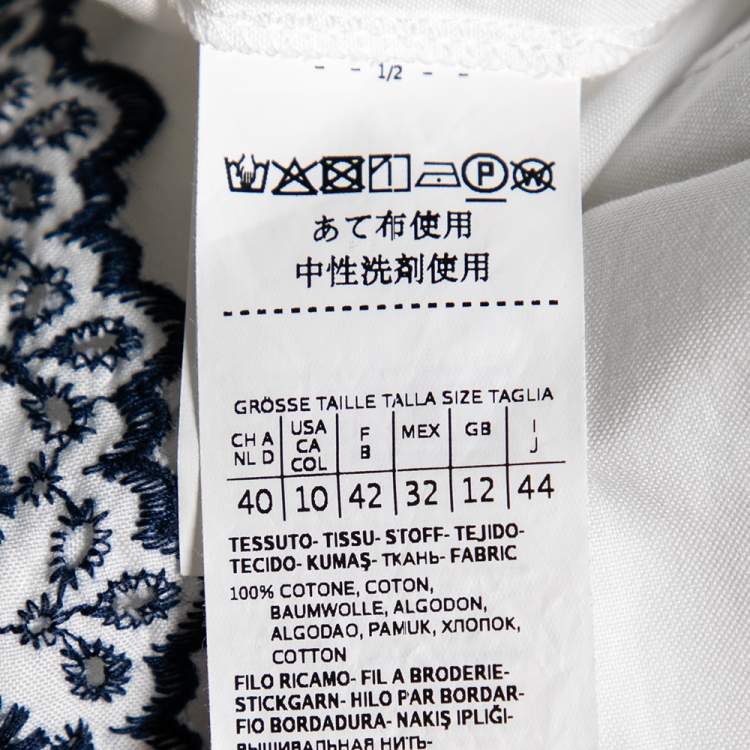 - - 1/2 - -
P W
あて布使用
中性洗剤使用
GRÖSSE TAILLE TALLA SIZE TAGLIA
CH A NL D USA CA COL F B MEX GB I J
40 10 42 32 12 44
TESSUTO- TISSU- STOFF- TEJIDO-
TECIDO- KUMAŞ- ТКАНЬ- FABRIC
100% COTONE, COTON,
BAUMWOLLE, ALGODON,
ALGODAO, PAMUK, ХЛОПОК,
COTTON
FILO RICAMO- FIL A BRODERIE-
STICKGARN- HILO PAR BORDAR-
FIO BORDADURA- NAKIŞ IPLIĞI-
ВЫШИВАЛЬНАЯ НИТЬ-